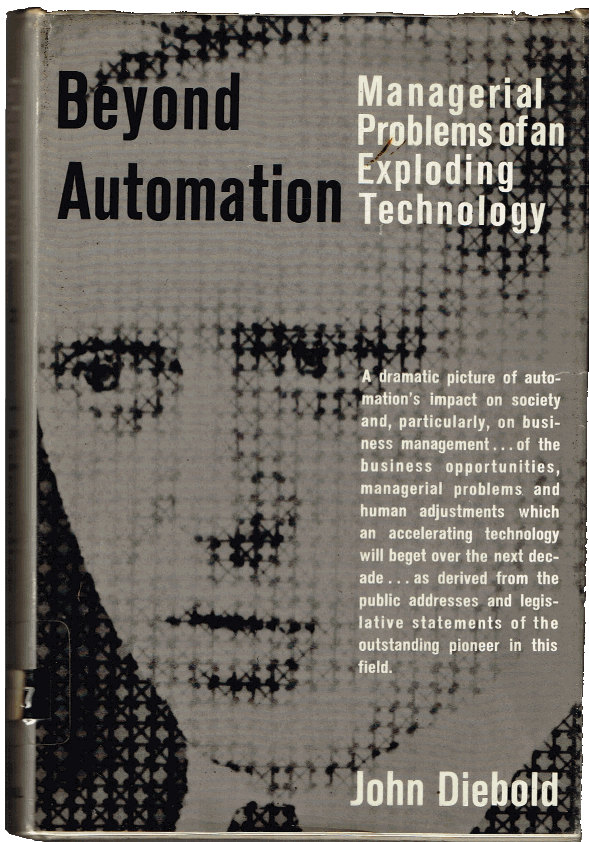 Beyond
Automation
Managerial
Problems of an
Exploding
Technology
A dramatic picture of auto-
mation's impact on society
and, particularly, on busi-
ness management...of the
business opportunities,
managerial problems and
human adjustments which
an accelerating technology
will beget over the next dec-
ade...as derived from the
public addresses and legis-
lative statements of the
outstanding pioneer in this
field.
7
John Diebold